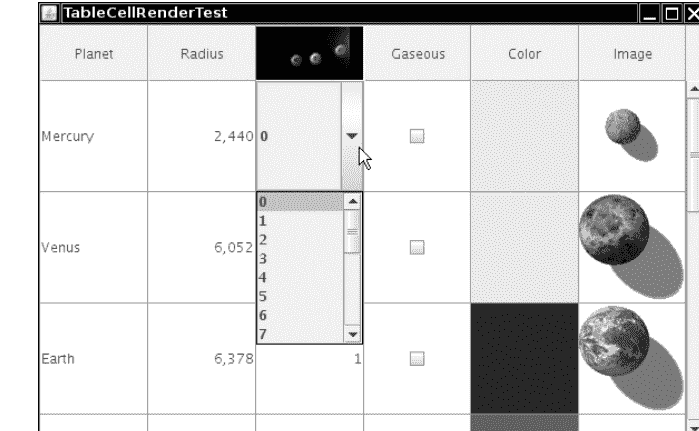 TableCellRenderTest
Planet Radius Gaseous Color Image
Mercury 2,440 0
0
1
2
3
4
5
6
7
Venus 6,052
Earth 6,378 1